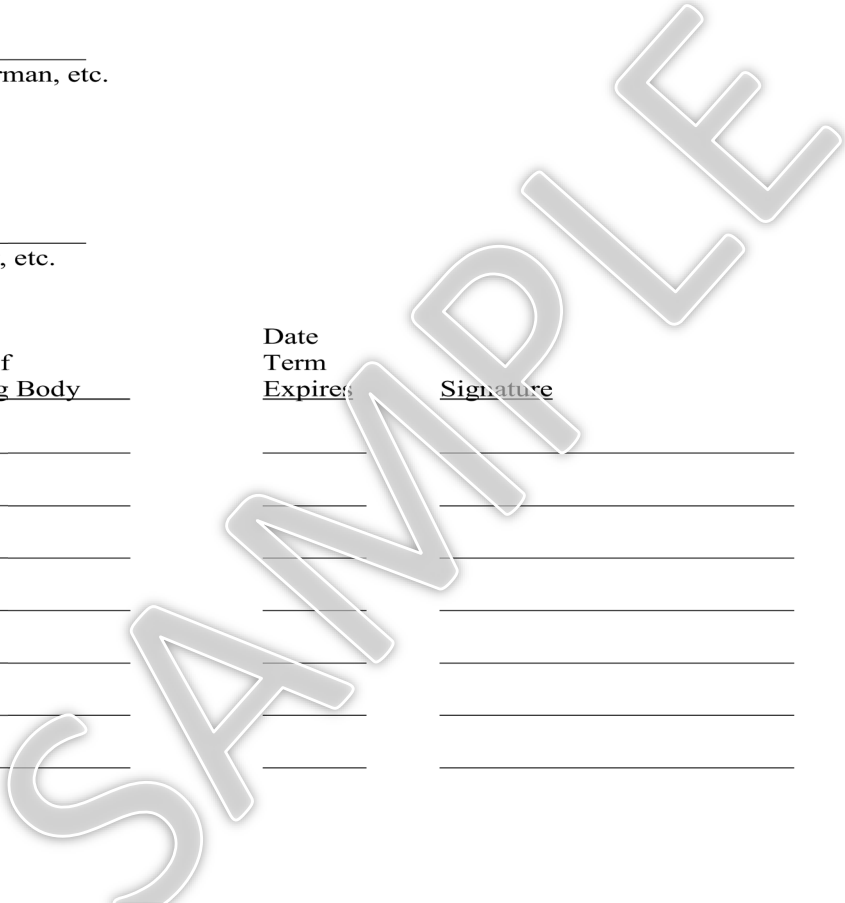 rman, etc.
, etc.
Date
f Term
g Body Expires Signature
SAMPLE